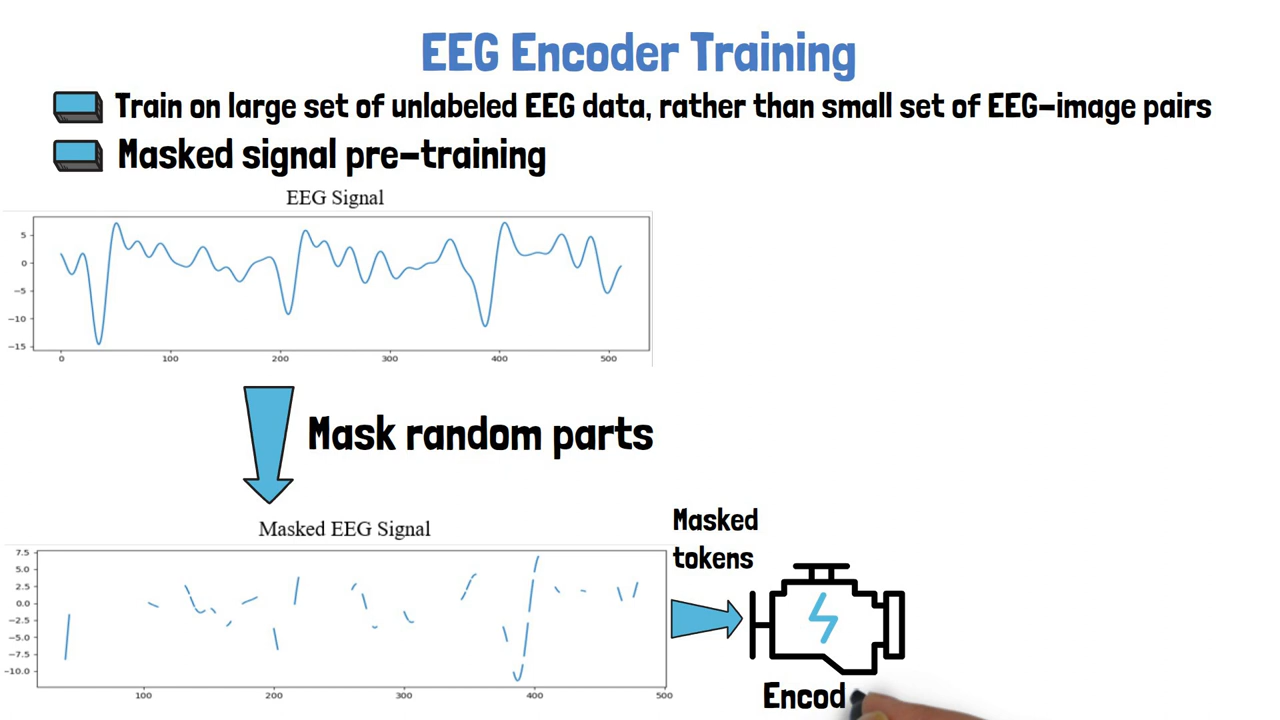 EEG Encoder Training
Train on large set of unlabeled EEG data, rather than small set of EEG-image pairs
Masked signal pre-training
EEG Signal
5
0
−5
−10
−15
0 100 200 300 400 500
Mask random parts
Masked EEG Signal
7.5
5.0
2.5
0.0
−2.5
−5.0
−7.5
−10.0
100 200 300 400 500
Masked
tokens
Encod